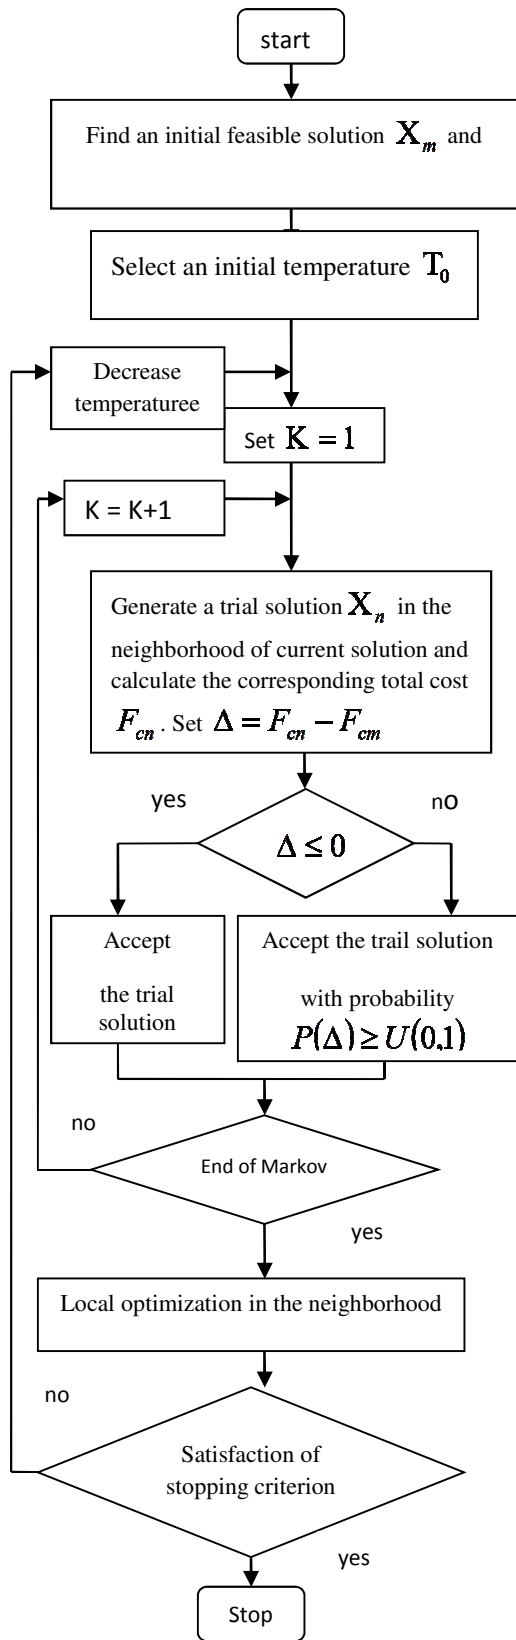 start
Find an initial feasible solution X_m and
Select an initial temperature T_0
Decrease
temperaturee
Set K = 1
K = K+1
Generate a trial solution X_n in the
neighborhood of current solution and
calculate the corresponding total cost
F_cn . Set Δ = F_cn − F_cm
yes
no
Δ ≤ 0
Accept
the trial
solution
Accept the trail solution
with probability
P(Δ) ≥ U(0,1)
no
End of Markov
yes
Local optimization in the neighborhood
no
Satisfaction of
stopping criterion
yes
Stop